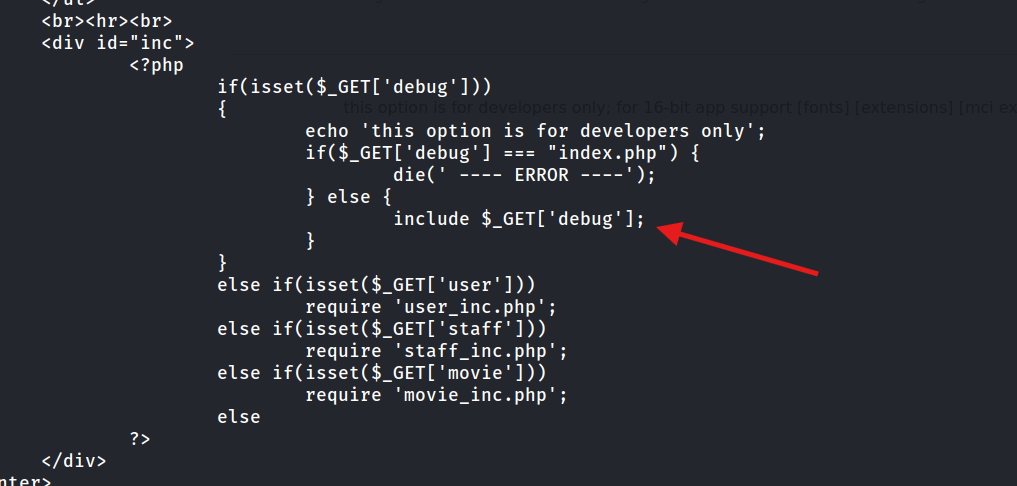 </ul>
<br><hr><br>
<div id="inc">
<?php
if(isset($_GET['debug']))
{
this option is for developers only; for 16-bit app support [fonts] [extensions] [mci ex
echo 'this option is for developers only';
if($_GET['debug'] === "index.php") {
die(' ---- ERROR ----');
} else {
include $_GET['debug'];
}
}
else if(isset($_GET['user']))
require 'user_inc.php';
else if(isset($_GET['staff']))
require 'staff_inc.php';
else if(isset($_GET['movie']))
require 'movie_inc.php';
else
?>
</div>
nter>